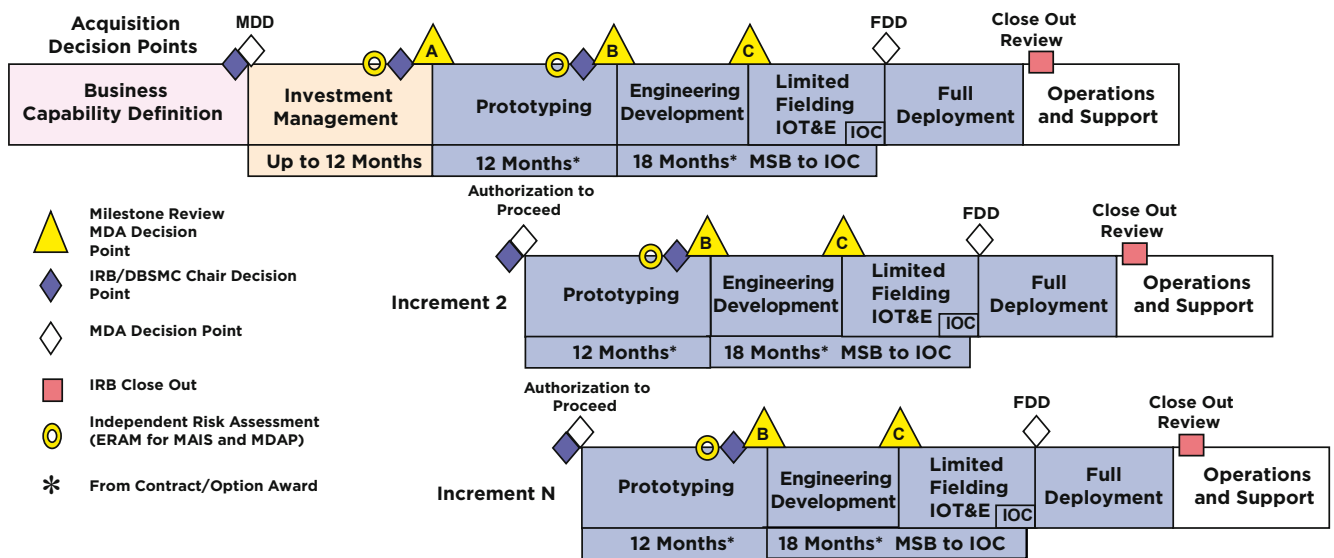 Acquisition
Decision Points
MDD
A
B
C
FDD
Close Out
Review
Business
Capability Definition
Investment
Management
Prototyping
Engineering
Development
Limited
Fielding
IOT&E
IOC
Full
Deployment
Operations
and Support
Up to 12 Months
12 Months*
18 Months* MSB to IOC
Milestone Review
MDA Decision
Point
IRB/DBSMC Chair Decision
Point
MDA Decision Point
IRB Close Out
Independent Risk Assessment
(ERAM for MAIS and MDAP)
* From Contract/Option Award
Authorization to
Proceed
B
C
FDD
Close Out
Review
Increment 2
Prototyping
Engineering
Development
Limited
Fielding
IOT&E
IOC
Full
Deployment
Operations
and Support
12 Months*
18 Months* MSB to IOC
Authorization to
Proceed
B
C
FDD
Close Out
Review
Increment N
Prototyping
Engineering
Development
Limited
Fielding
IOT&E
IOC
Full
Deployment
Operations
and Support
12 Months*
18 Months* MSB to IOC